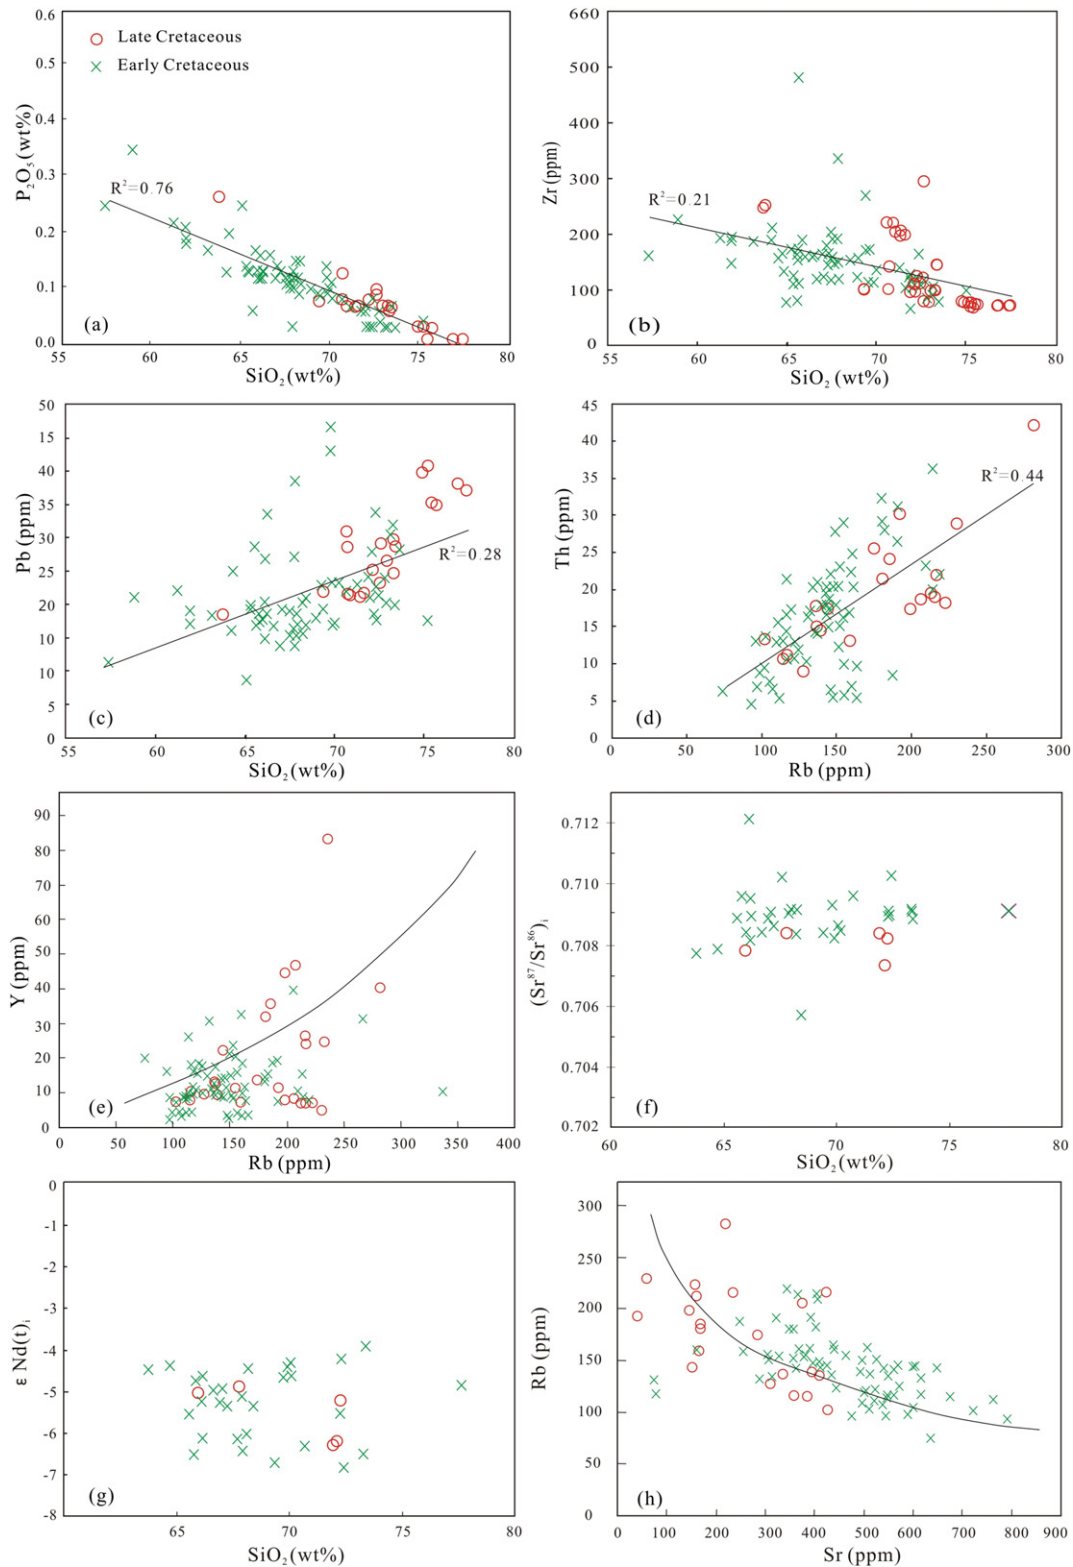 0.6
Late Cretaceous
Early Cretaceous
0.5
0.4
0.3
0.2
0.1
0.0
P₂O₅(wt%)
R²=0.76
(a)
55 60 65 70 75 80
SiO₂(wt%)
660
500
400
300
200
100
0
Zr(ppm)
R²=0.21
(b)
55 60 65 70 75 80
SiO₂(wt%)
50
15
40
30
30
20
10
10
5
0
Pb (ppm)
R²=0.28
(c)
55 60 65 70 75 80
SiO₂(wt%)
45
40
35
30
25
20
15
10
5
0
Th (ppm)
R²=0.44
(d)
0 50 100 150 200 250 300
Rb (ppm)
90
80
70
60
50
40
30
20
10
0
Y (ppm)
(e)
0 50 100 150 200 250 300 350 400
Rb (ppm)
0.712
0.710
0.708
0.706
0.704
0.702
(Sr⁸⁷/Sr⁸⁶)ᵢ
(f)
60 65 70 75 80
SiO₂(wt%)
0
-1
-2
-3
-4
-5
-6
-7
-8
ε Nd(t)ᵢ
(g)
65 70 75 80
SiO₂(wt%)
300
250
200
150
100
50
0
Rb (ppm)
(h)
0 100 200 300 400 500 600 700 800 900
Sr (ppm)